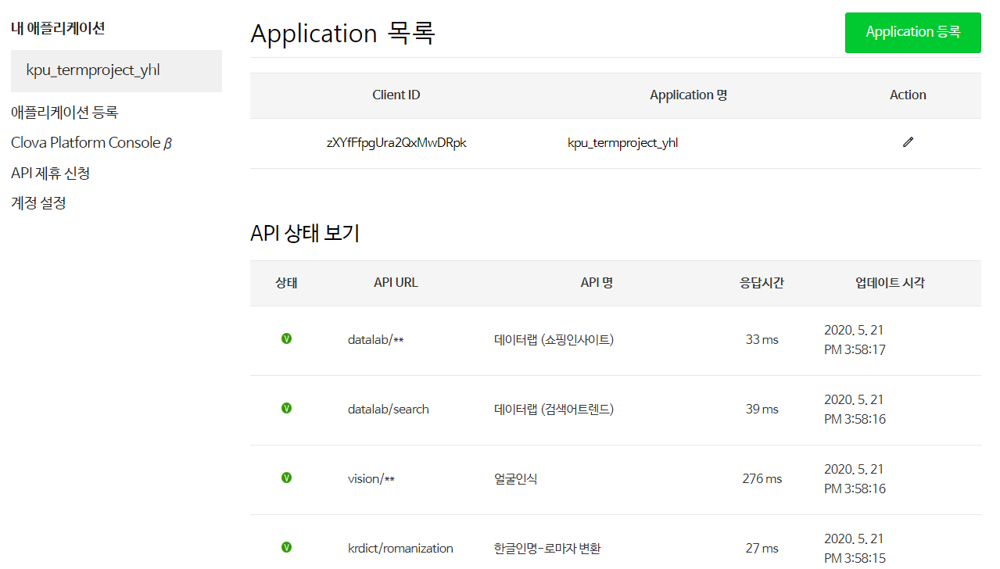 내 애플리케이션
kpu_termproject_yhl
애플리케이션 등록
Clova Platform Console β
API 제휴 신청
계정 설정
Application 목록
Application 등록
Client ID Application 명 Action
zXYfFfpgUra2QxMwDRpk kpu_termproject_yhl
API 상태 보기
상태 API URL API 명 응답시간 업데이트 시각
V datalab/** 데이터랩 (쇼핑인사이트) 33 ms 2020. 5. 21
PM 3:58:17
V datalab/search 데이터랩 (검색어트렌드) 39 ms 2020. 5. 21
PM 3:58:16
V vision/** 얼굴인식 276 ms 2020. 5. 21
PM 3:58:16
V krdict/romanization 한글인명-로마자 변환 27 ms 2020. 5. 21
PM 3:58:15